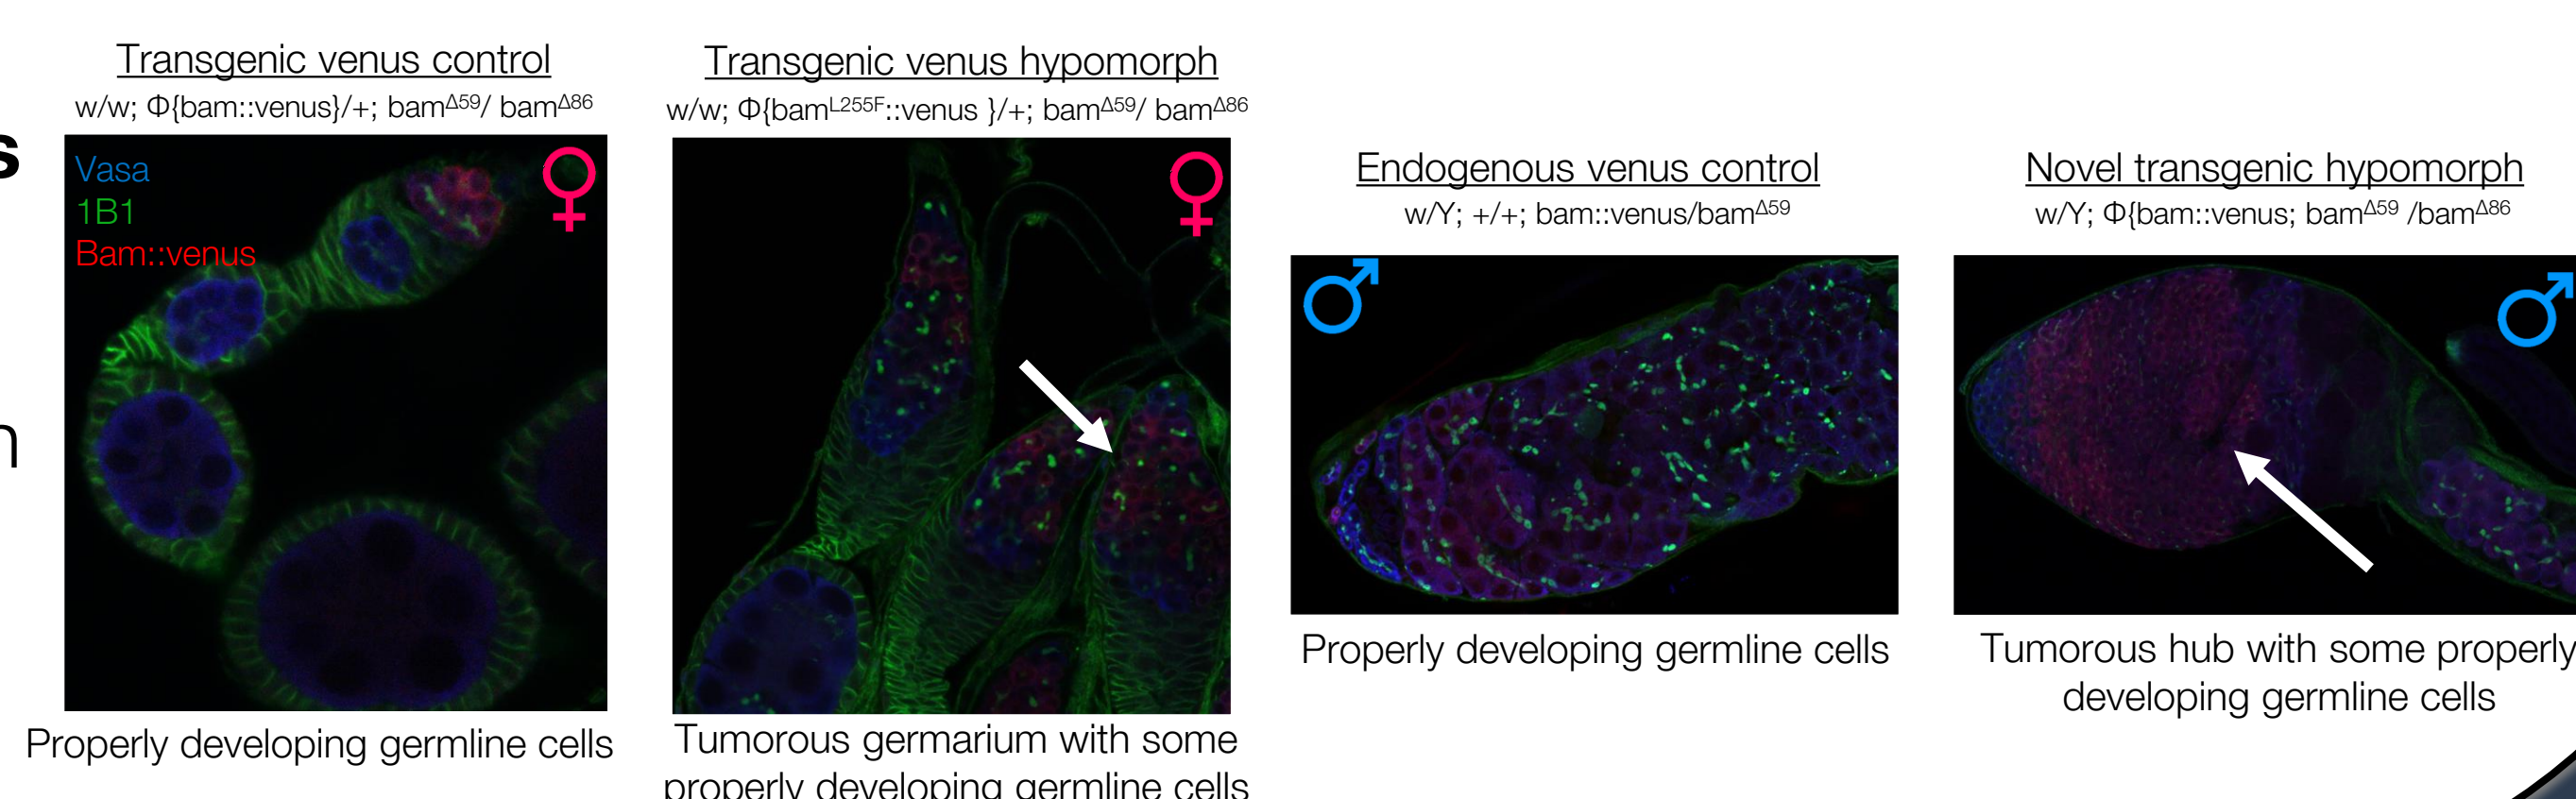 Transgenic venus control
w/w; Φ{bam::venus}/+; bamΔ59/ bamΔ86
Vasa
1B1
Bam::venus
Properly developing germline cells
Transgenic venus hypomorph
w/w; Φ{bamL255F::venus }/+; bamΔ59/ bamΔ86
Tumorous germarium with some
properly developing germline cells
Endogenous venus control
w/Y; +/+; bam::venus/bamΔ59
Properly developing germline cells
Novel transgenic hypomorph
w/Y; Φ{bam::venus; bamΔ59 /bamΔ86
Tumorous hub with some properly
developing germline cells
s
n